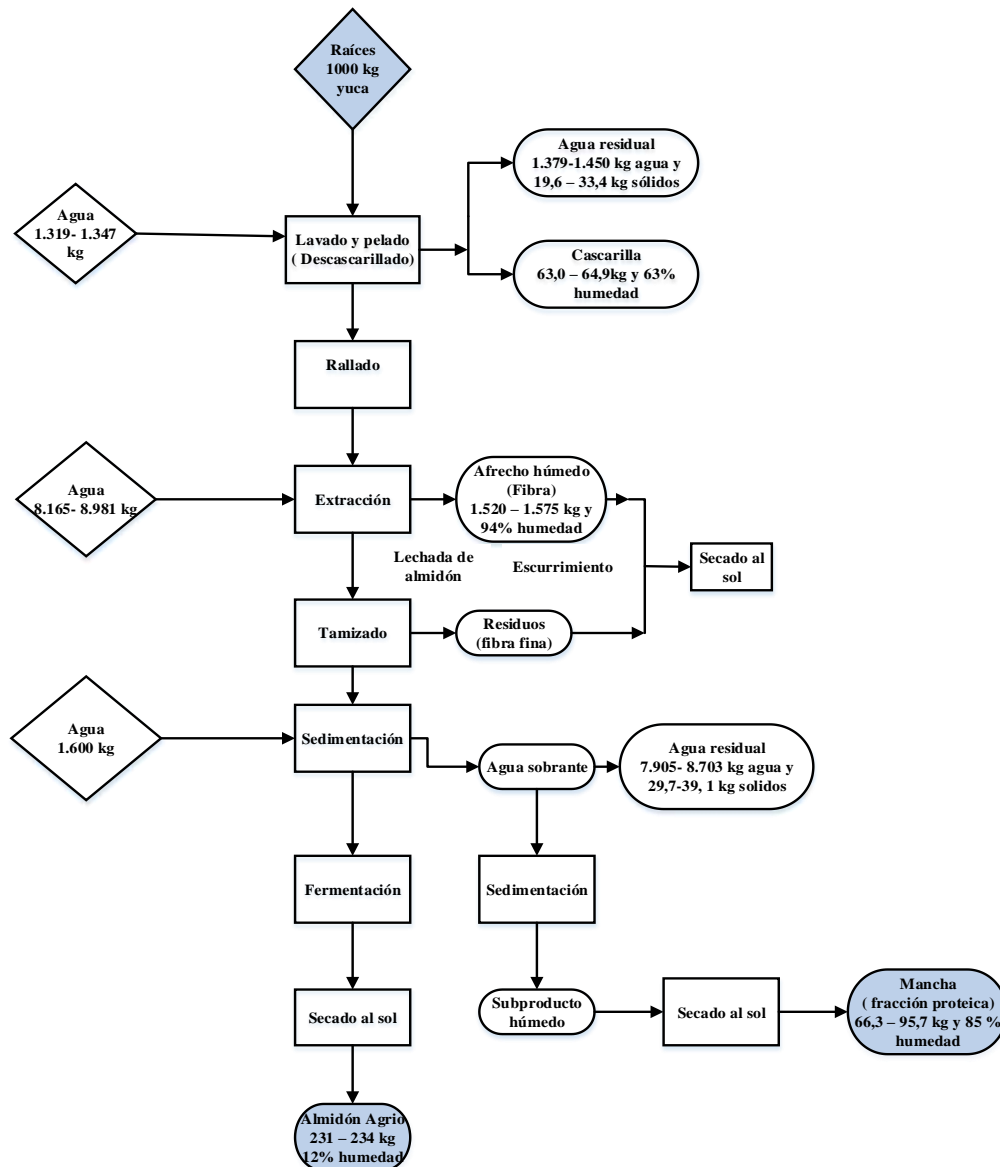 Raíces
1000 kg
yuca
Agua residual
1.379-1.450 kg agua y
19,6 – 33,4 kg sólidos
Agua
1.319- 1.347
kg
Lavado y pelado
( Descascarillado)
Cascarilla
63,0 – 64,9kg y 63%
humedad
Rallado
Agua
8.165- 8.981 kg
Extracción
Afrecho húmedo
(Fibra)
1.520 – 1.575 kg y
94% humedad
Lechada de
almidón
Escurrimiento
Secado al
sol
Tamizado
Residuos
(fibra fina)
Agua
1.600 kg
Sedimentación
Agua sobrante
Agua residual
7.905- 8.703 kg agua y
29,7-39, 1 kg solidos
Fermentación
Sedimentación
Secado al sol
Subproducto
húmedo
Secado al sol
Mancha
( fracción proteica)
66,3 – 95,7 kg y 85 %
humedad
Almidón Agrio
231 – 234 kg
12% humedad